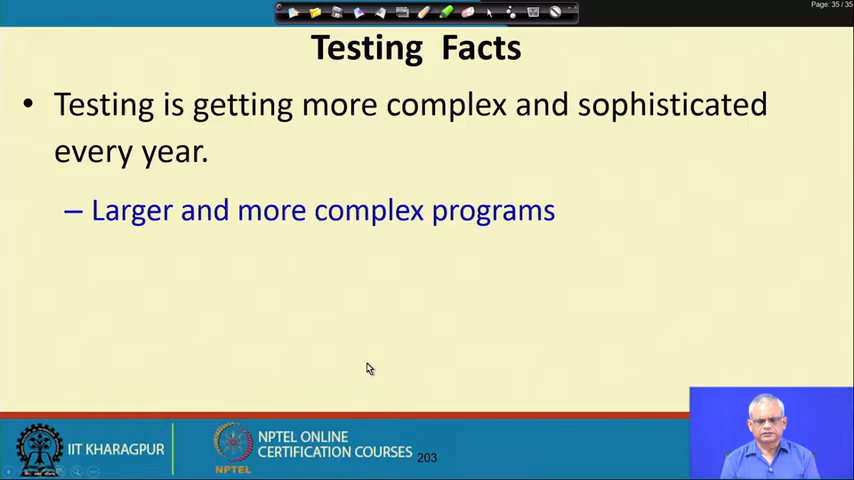 Page: 35 / 35
Testing Facts
• Testing is getting more complex and sophisticated
every year.
– Larger and more complex programs
IIT KHARAGPUR
NPTEL
NPTEL ONLINE
CERTIFICATION COURSES
203